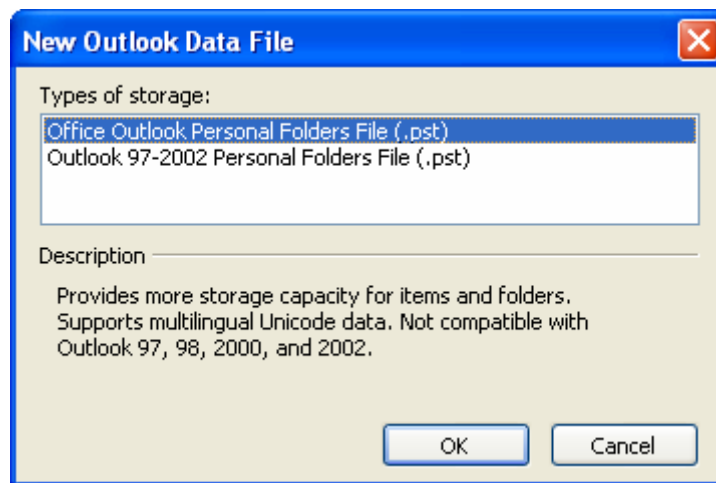 New Outlook Data File
Types of storage:
Office Outlook Personal Folders File (.pst)
Outlook 97-2002 Personal Folders File (.pst)
Description
Provides more storage capacity for items and folders.
Supports multilingual Unicode data. Not compatible with
Outlook 97, 98, 2000, and 2002.
OK Cancel